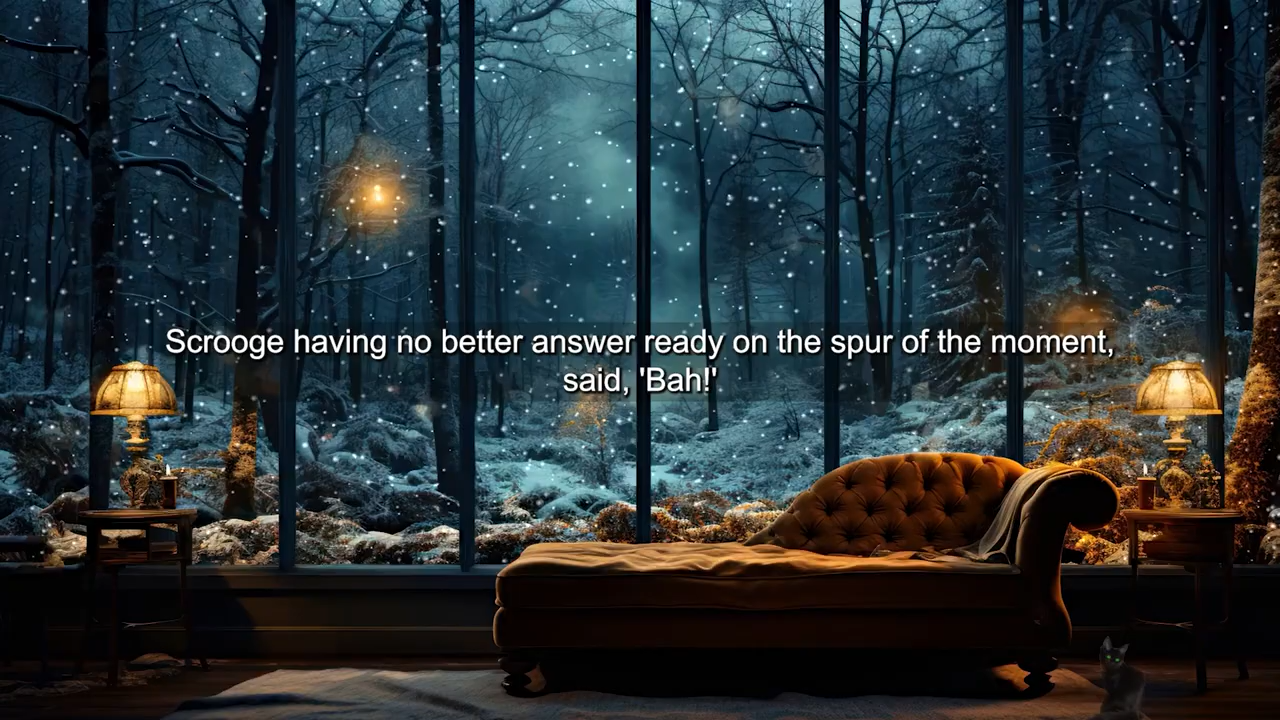 Scrooge having no better answer ready on the spur of the moment,
said, 'Bah!'